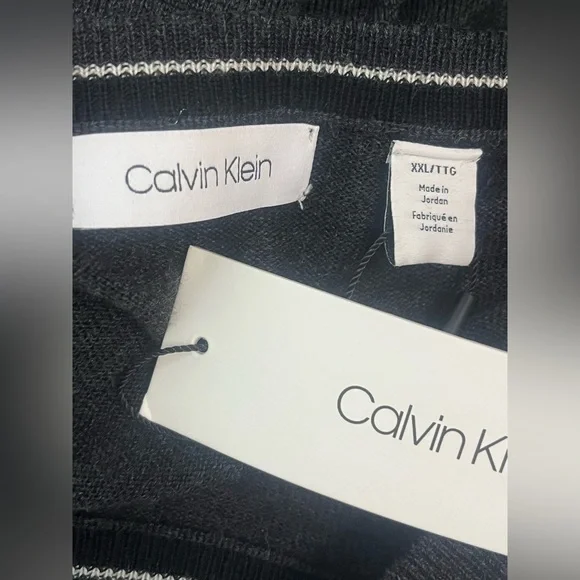 Calvin Klein
XXL/TTG
Made in
Jordan
Fabriqué en
Jordanie
Calvin Kl